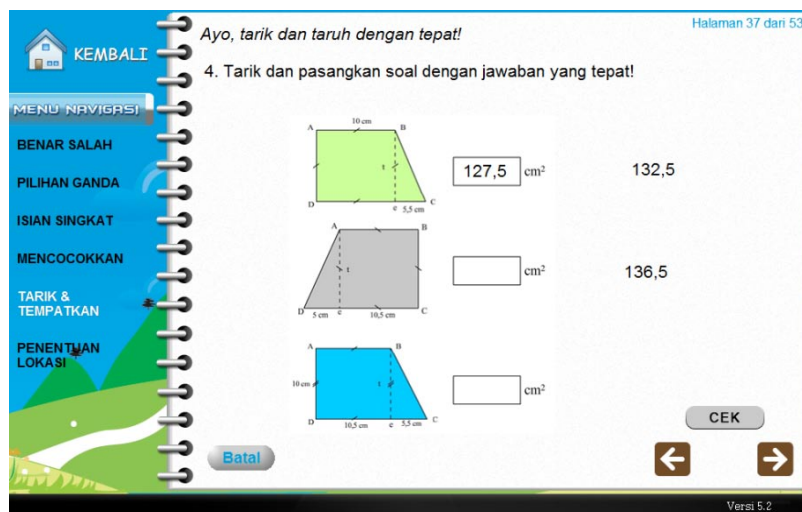 Halaman 37 dari 53
KEMBALI
MENU NAVIGASI
BENAR SALAH
PILIHAN GANDA
ISIAN SINGKAT
MENCOCOKKAN
TARIK &
TEMPATKAN
PENENTUAN
LOKASI
Ayo, tarik dan taruh dengan tepat!
4. Tarik dan pasangkan soal dengan jawaban yang tepat!
10 cm
A B
t
D e 5,5 cm C
127,5 cm²
132,5
A B
t
D 5 cm e 10,5 cm C
cm²
136,5
A B
10 cm t
D 10,5 cm e 5,5 cm C
cm²
CEK
Batal
Versi 5.2